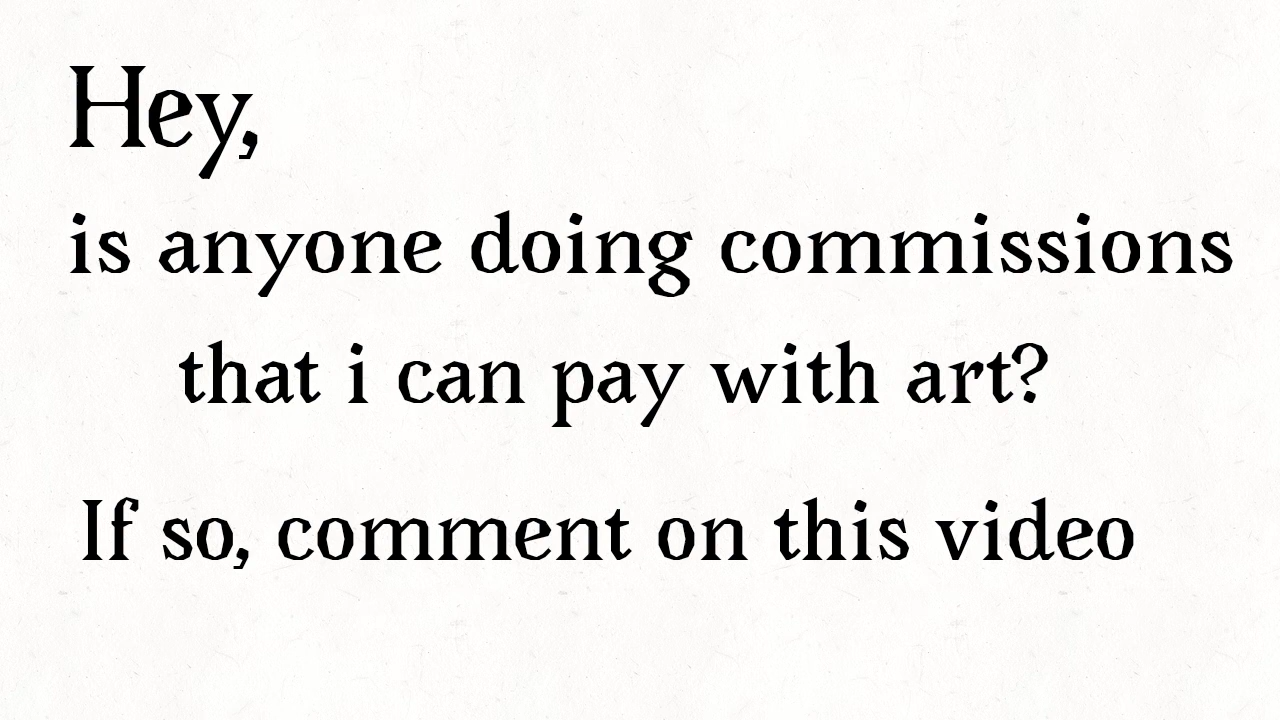 Hey,
is anyone doing commissions
that i can pay with art?
If so, comment on this video